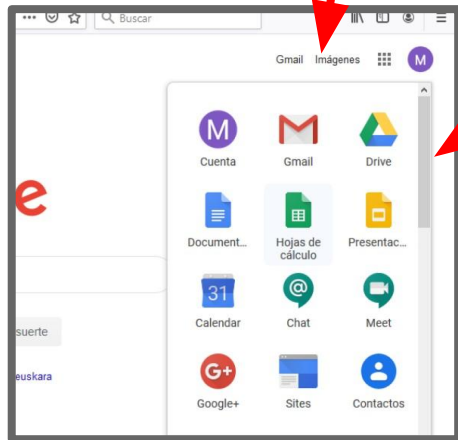 Buscar
Gmail Imágenes M
M
Cuenta Gmail Drive
e
Document... Hojas de cálculo Presentac...
31 @
Calendar Chat Meet
suerte
G+
euskara
Google+ Sites Contactos